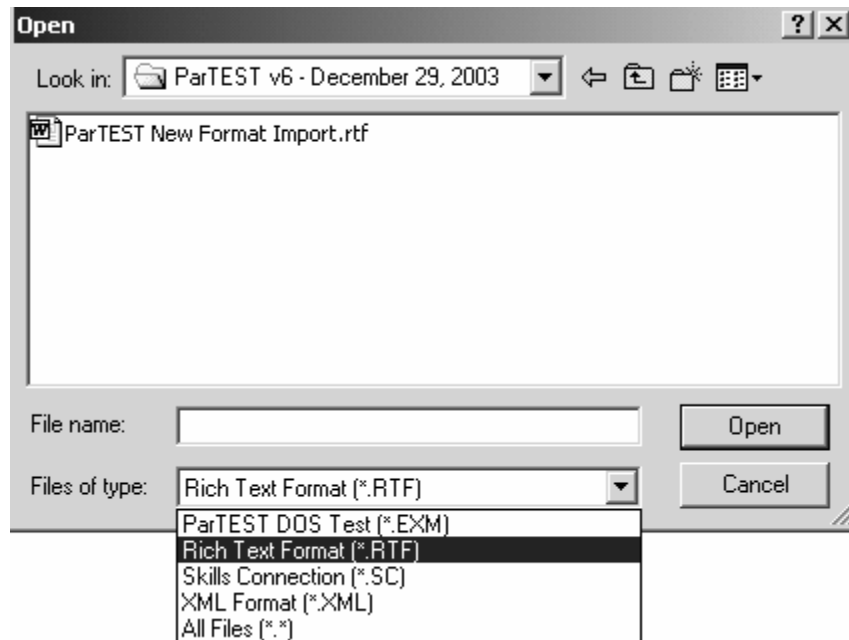 Open
Look in: ParTEST v6 - December 29, 2003
ParTEST New Format Import.rtf
File name: Open
Files of type: Rich Text Format (*.RTF) Cancel
ParTEST DOS Test (*.EXM)
Rich Text Format (*.RTF)
Skills Connection (*.SC)
XML Format (*.XML)
All Files (*.*)